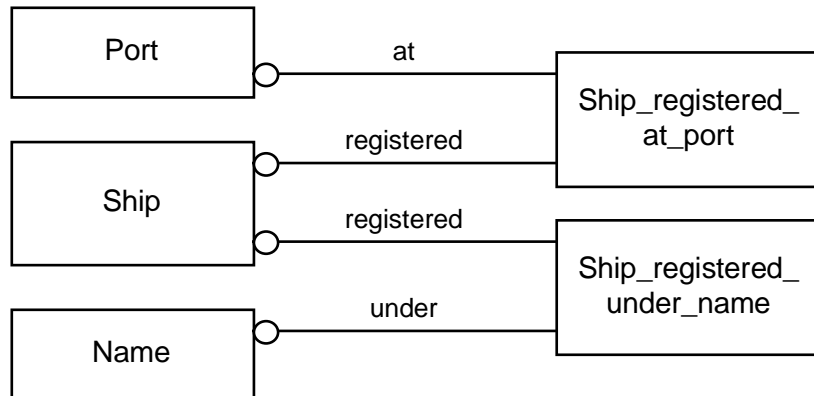 Port
at
Ship_registered_
at_port
registered
Ship
registered
Ship_registered_
under_name
under
Name